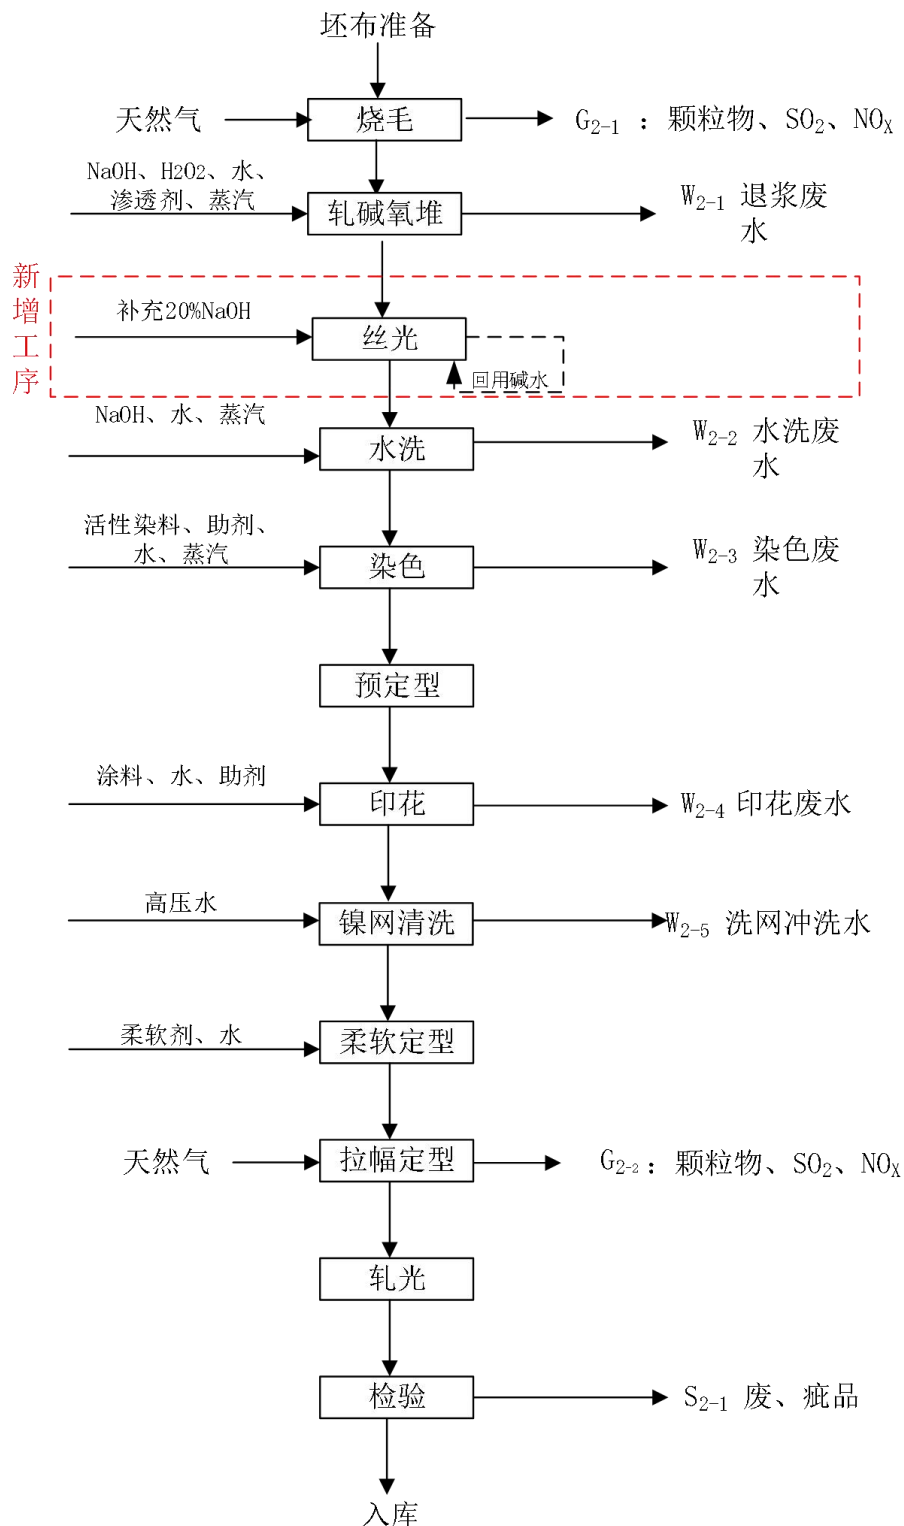 坯布准备
天然气
烧毛
G2-1 ：颗粒物、SO2、NOX
NaOH、H2O2、水、
渗透剂、蒸汽
轧碱氧堆
W2-1 退浆废
水
新增工序
补充20%NaOH
丝光
回用碱水
NaOH、水、蒸汽
水洗
W2-2 水洗废
水
活性染料、助剂、
水、蒸汽
染色
W2-3 染色废
水
预定型
涂料、水、助剂
印花
W2-4 印花废水
高压水
镍网清洗
W2-5 洗网冲洗水
柔软剂、水
柔软定型
天然气
拉幅定型
G2-2：颗粒物、SO2、NOX
轧光
检验
S2-1 废、疵品
入库